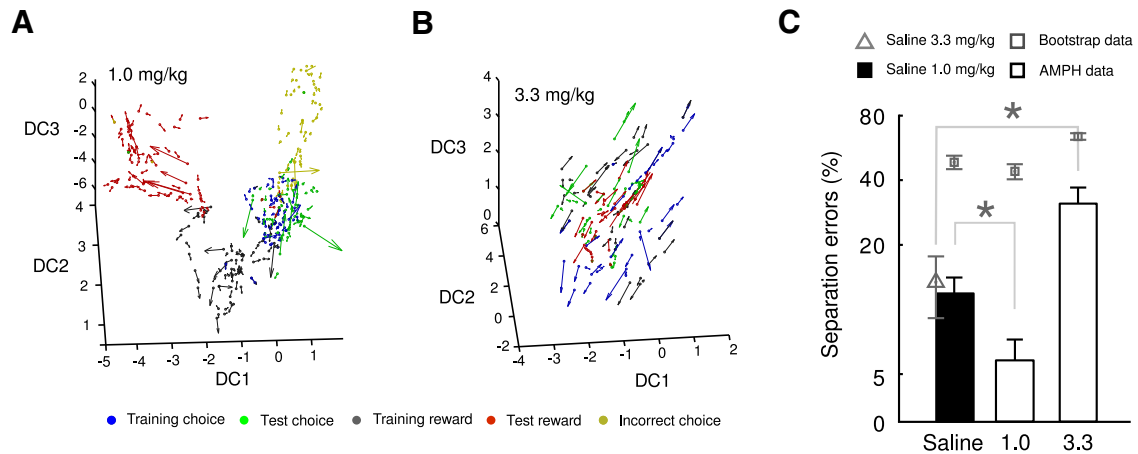 A
1.0 mg/kg
DC3
2
0
-2
-4
-6
4
DC2
3
2
1
-5 -4 -3 -2 -1 0 1
DC1
B
3.3 mg/kg
4
3
DC3
2
1
0
6
4
DC2
2
0
-2
-4 -3 -2 -1 0 1 2
DC1
Training choice Test choice Training reward Test reward Incorrect choice
C
Saline 3.3 mg/kg Bootstrap data
Saline 1.0 mg/kg AMPH data
Separation errors (%)
80
*
40
*
20
5
0
Saline 1.0 3.3